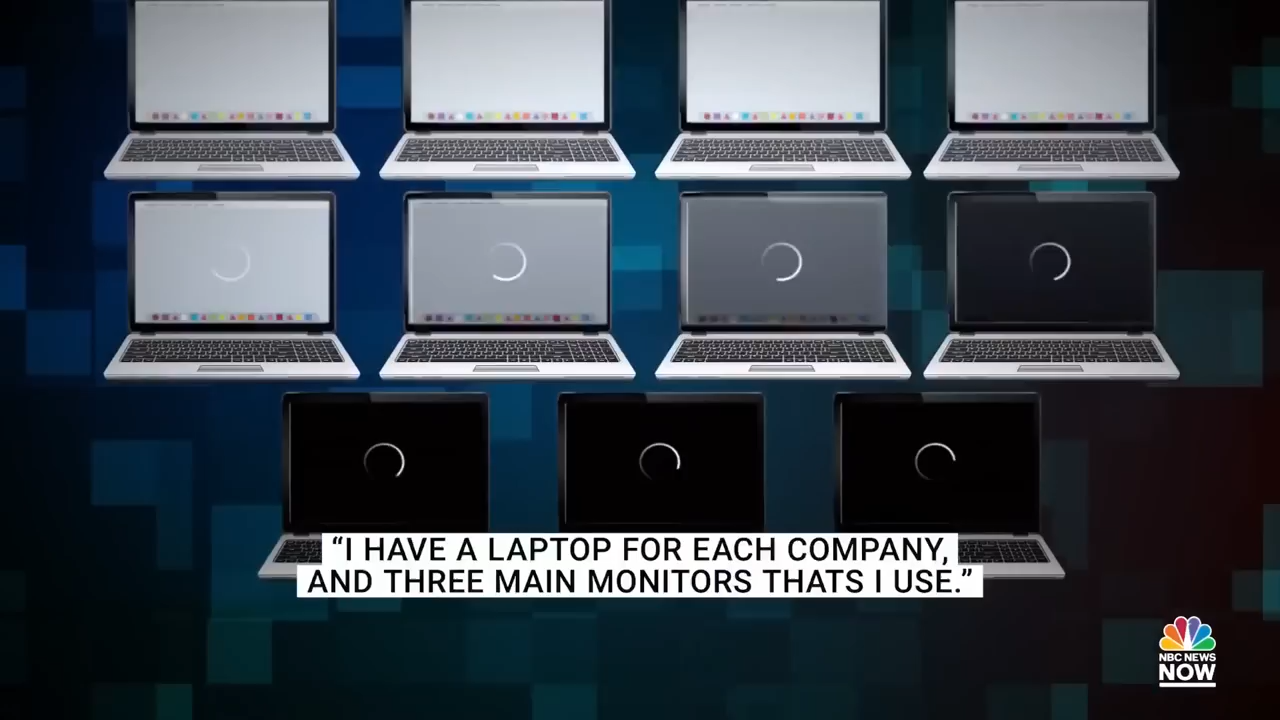 “I HAVE A LAPTOP FOR EACH COMPANY,
AND THREE MAIN MONITORS THATS I USE.”
NBC NEWS
NOW